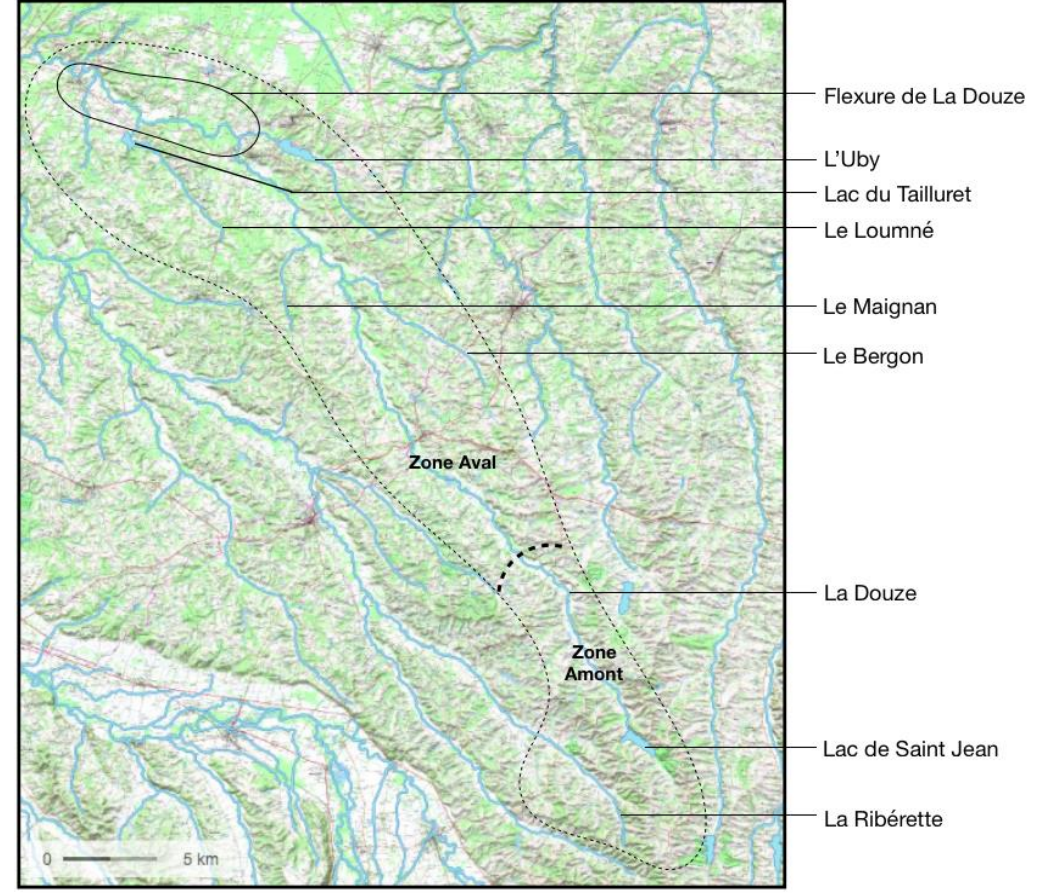 Flexure de La Douze
L'Uby
Lac du Tailluret
Le Loumné
Le Maignan
Le Bergon
Zone Aval
La Douze
Zone
Amont
Lac de Saint Jean
La Ribérette
0 5 km